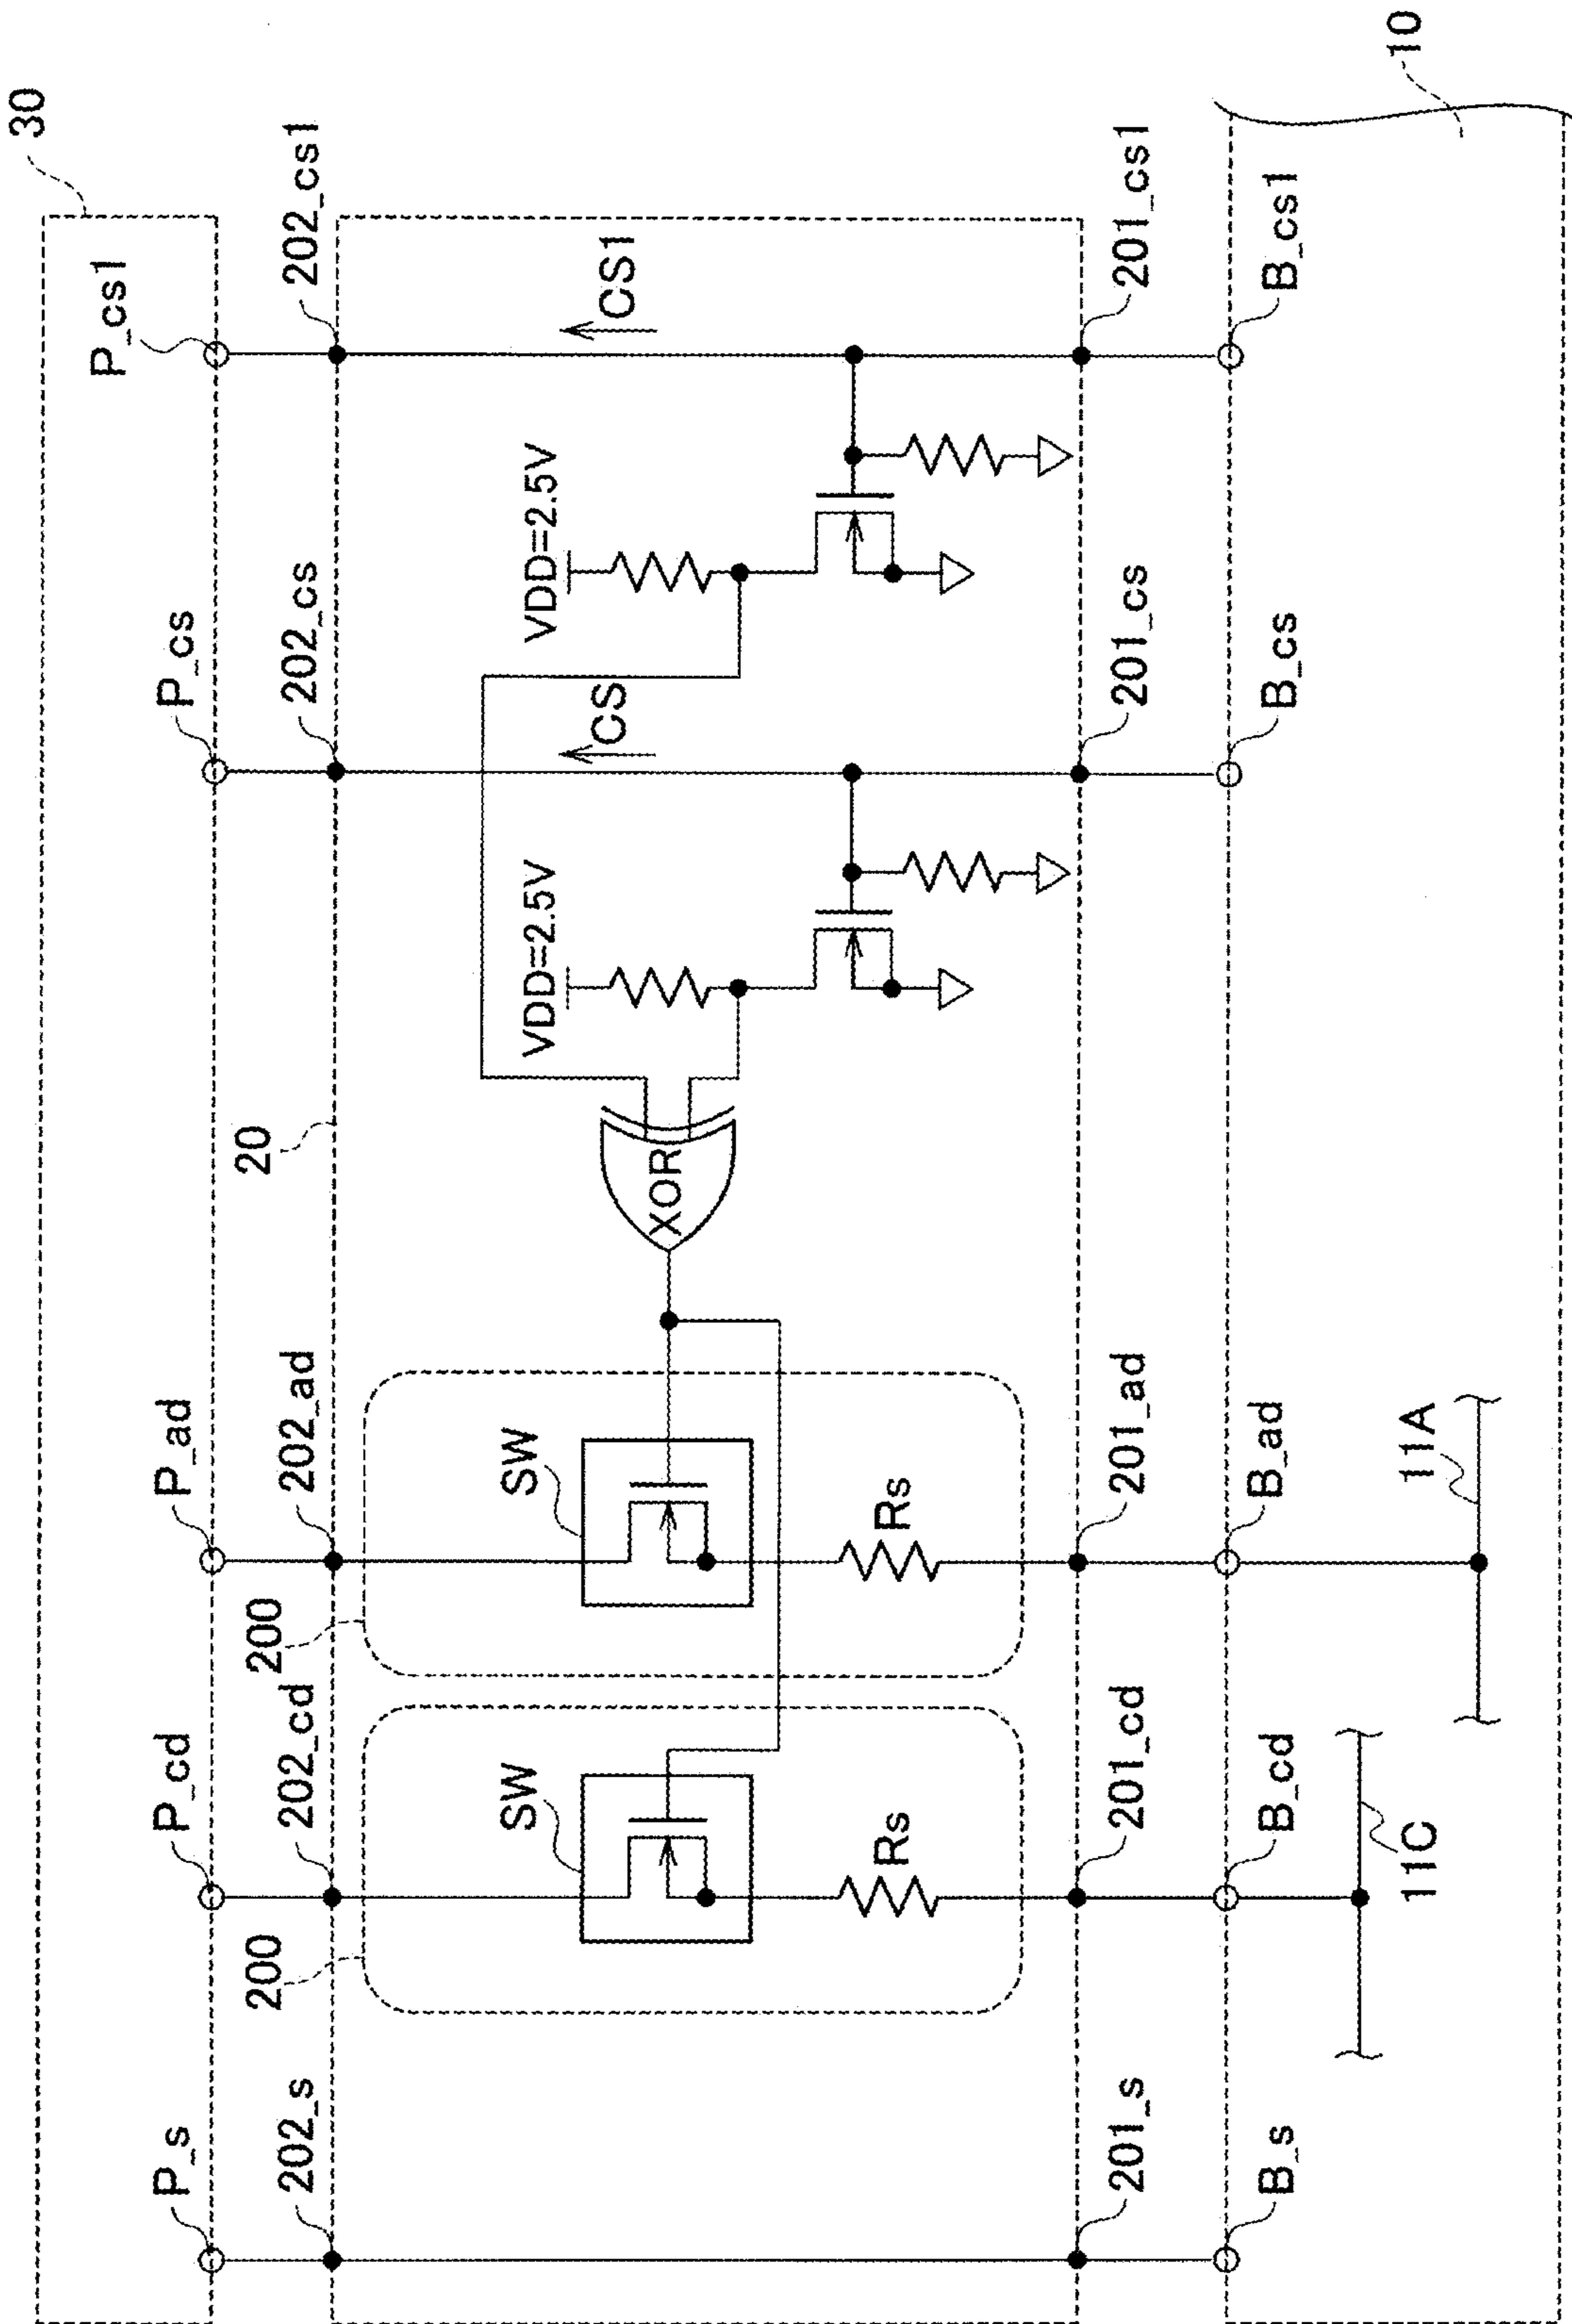 30
P_s
P_cd
P_ad
P_cs
P_cs1
202_s
202_cd
202_ad
202_cs
202_cs1
200
200
20
SW
SW
XOR
VDD=2.5V
VDD=2.5V
CS
CS1
Rs
Rs
201_s
201_cd
201_ad
201_cs
201_cs1
B_s
B_cd
B_ad
B_cs
B_cs1
11C
11A
10